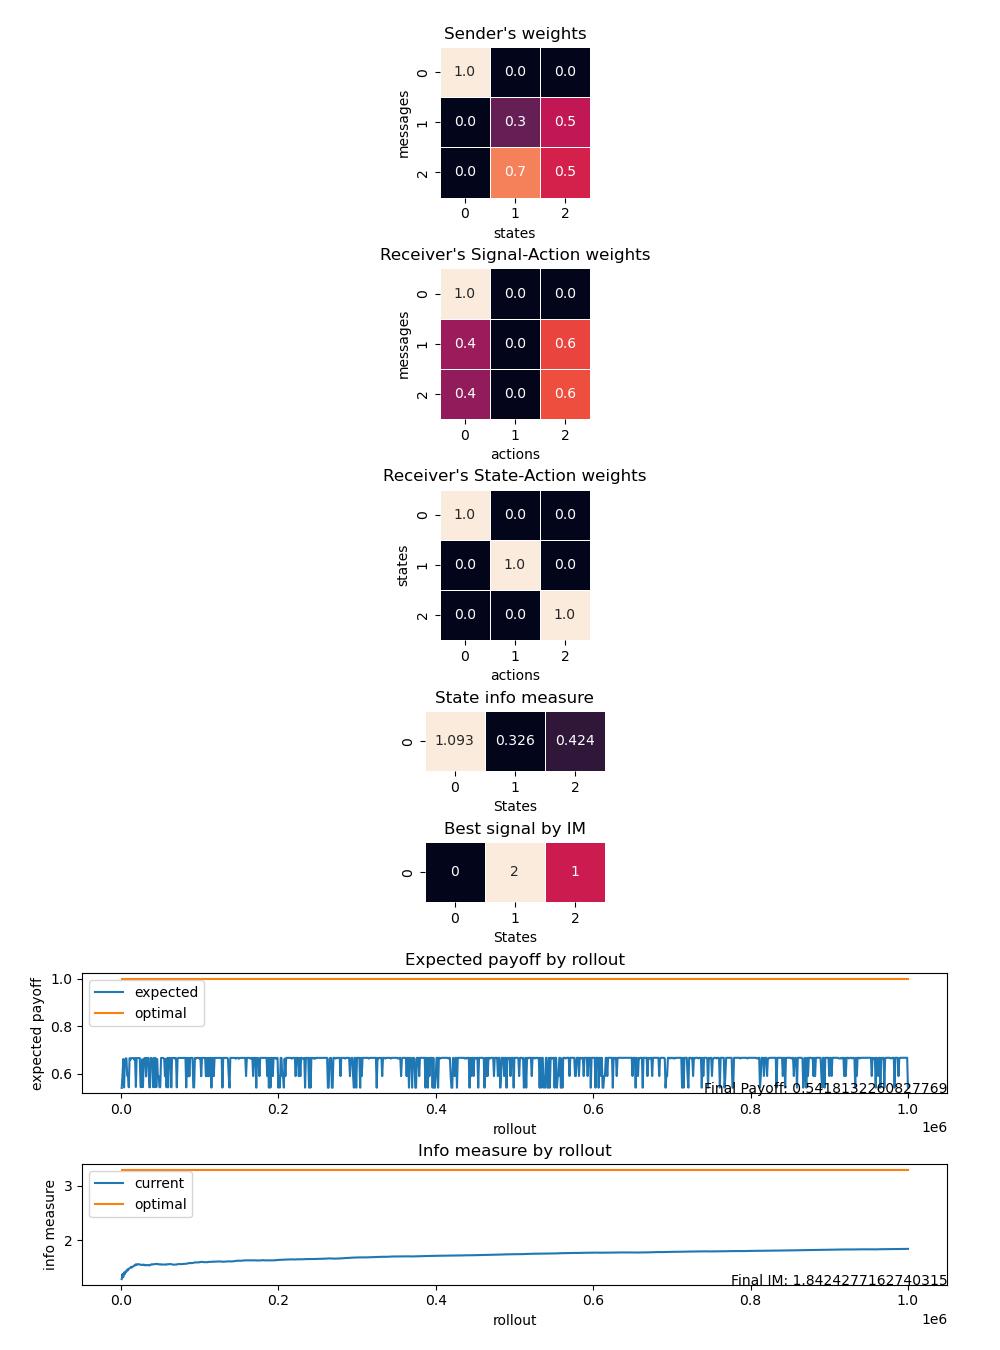 Sender's weights
messages
0 1.0 0.0 0.0
1 0.0 0.3 0.5
2 0.0 0.7 0.5
0 1 2
states
Receiver's Signal-Action weights
messages
0 1.0 0.0 0.0
1 0.4 0.0 0.6
2 0.4 0.0 0.6
0 1 2
actions
Receiver's State-Action weights
states
0 1.0 0.0 0.0
1 0.0 1.0 0.0
2 0.0 0.0 1.0
0 1 2
actions
State info measure
0 1.093 0.326 0.424
0 1 2
States
Best signal by IM
0 0 2 1
0 1 2
States
Expected payoff by rollout
expected payoff
1.0
0.8
0.6
expected
optimal
Final Payoff: 0.5418132260827769
0.0 0.2 0.4 0.6 0.8 1.0
1e6
rollout
Info measure by rollout
info measure
3
2
current
optimal
Final IM: 1.8424277162740315
0.0 0.2 0.4 0.6 0.8 1.0
1e6
rollout